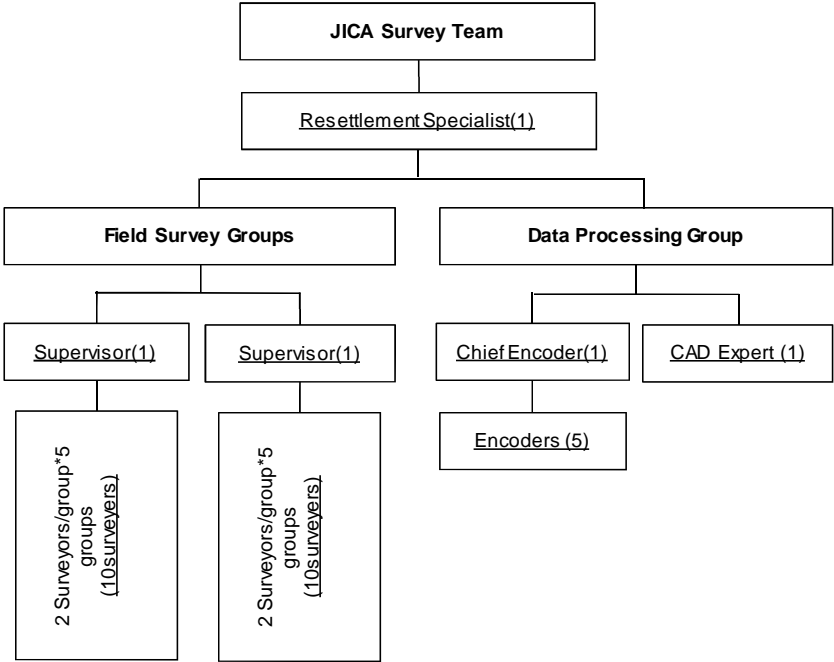 JICA Survey Team
Resettlement Specialist(1)
Field Survey Groups
Data Processing Group
Supervisor(1)
Supervisor(1)
Chief Encoder(1)
CAD Expert (1)
Encoders (5)
2 Surveyors/group*5
groups
(10surveyers)
2 Surveyors/group*5
groups
(10surveyers)